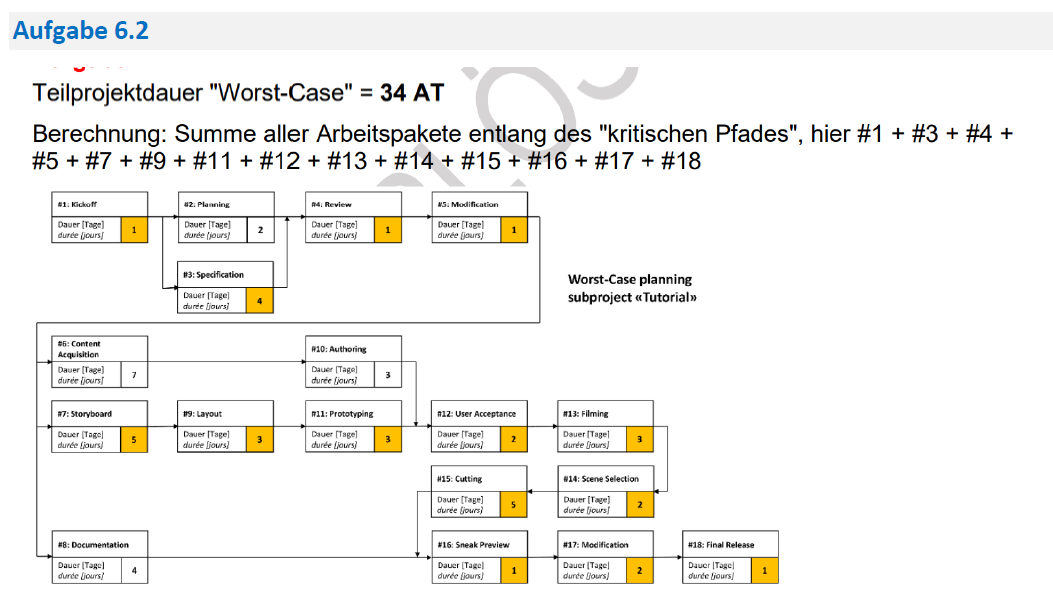 Aufgabe 6.2
Teilprojektdauer "Worst-Case" = 34 AT
Berechnung: Summe aller Arbeitspakete entlang des "kritischen Pfades", hier #1 + #3 + #4 +
#5 + #7 + #9 + #11 + #12 + #13 + #14 + #15 + #16 + #17 + #18
#1: Kickoff
Dauer [Tage]
durée [jours]
1
#2: Planning
Dauer [Tage]
durée [jours]
2
#4: Review
Dauer [Tage]
durée [jours]
1
#5: Modification
Dauer [Tage]
durée [jours]
1
#3: Specification
Dauer [Tage]
durée [jours]
4
Worst-Case planning
subproject «Tutorial»
#6: Content
Acquisition
Dauer [Tage]
durée [jours]
7
#10: Authoring
Dauer [Tage]
durée [jours]
3
#7: Storyboard
Dauer [Tage]
durée [jours]
5
#9: Layout
Dauer [Tage]
durée [jours]
3
#11: Prototyping
Dauer [Tage]
durée [jours]
3
#12: User Acceptance
Dauer [Tage]
durée [jours]
2
#13: Filming
Dauer [Tage]
durée [jours]
3
#15: Cutting
Dauer [Tage]
durée [jours]
5
#14: Scene Selection
Dauer [Tage]
durée [jours]
2
#8: Documentation
Dauer [Tage]
durée [jours]
4
#16: Sneak Preview
Dauer [Tage]
durée [jours]
1
#17: Modification
Dauer [Tage]
durée [jours]
2
#18: Final Release
Dauer [Tage]
durée [jours]
1